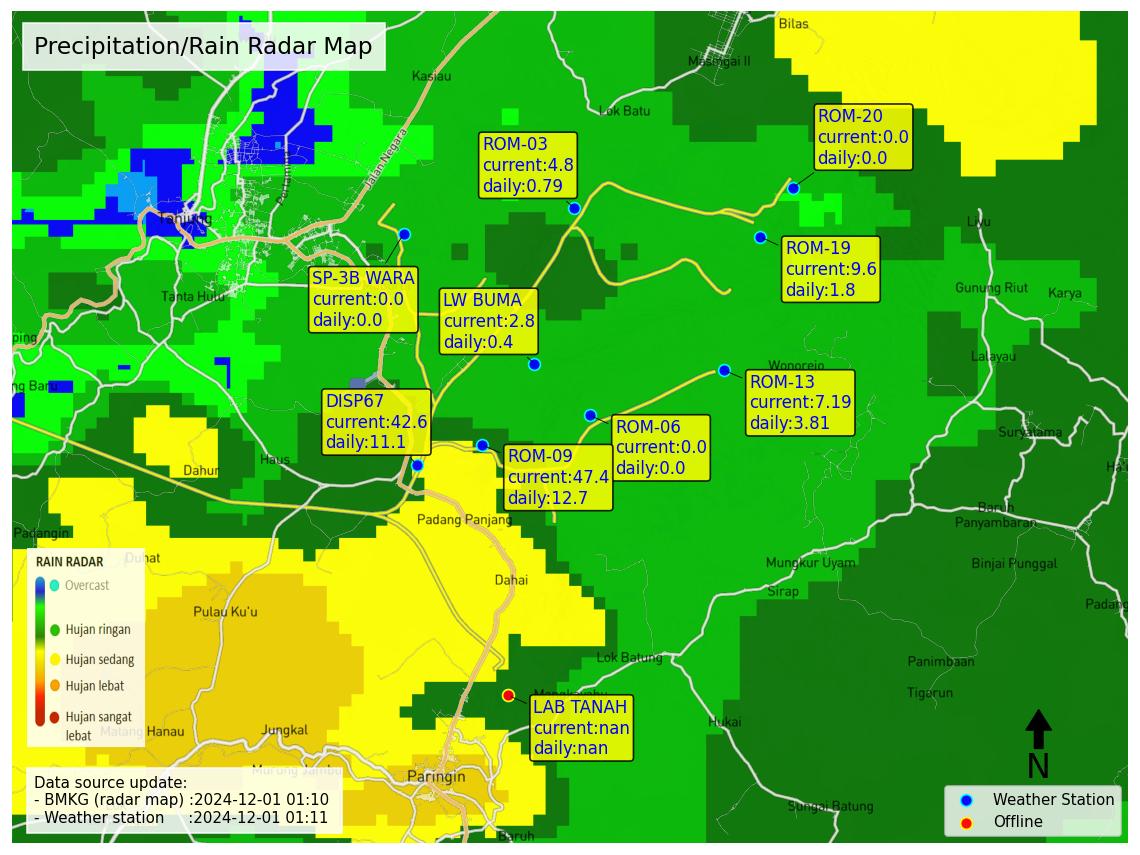 Precipitation/Rain Radar Map
Bilas
Masingai II
Kasiau
Lok Batu
Jalan Negara
ROM-20
current:0.0
daily:0.0
ROM-03
current:4.8
daily:0.79
Tanjung
Liyu
ROM-19
current:9.6
daily:1.8
SP-3B WARA
current:0.0
daily:0.0
Tanta Hulu
LW BUMA
current:2.8
daily:0.4
Gunung Riut
Karya
ping
Lalayau
Wonorejo
ng Baru
ROM-13
current:7.19
daily:3.81
DISP67
current:42.6
daily:11.1
ROM-06
current:0.0
daily:0.0
Suryatama
ROM-09
current:47.4
daily:12.7
Haus
Dahur
Padang Panjang
Baruh
Panyambaran
Padangin
Duhat
Mungkur Uyam
Binjai Punggal
Dahai
Sirap
Padang
Pulau Ku'u
RAIN RADAR
Overcast
Hujan ringan
Hujan sedang
Hujan lebat
Hujan sangat
lebat
Lok Batung
Panimbaan
Tigarun
LAB TANAH
current:nan
daily:nan
Hukai
Hanau
Jungkal
Murung Jambu
Paringin
N
Data source update:
- BMKG (radar map) :2024-12-01 01:10
- Weather station :2024-12-01 01:11
Sungai Batung
Baruh
Weather Station
Offline